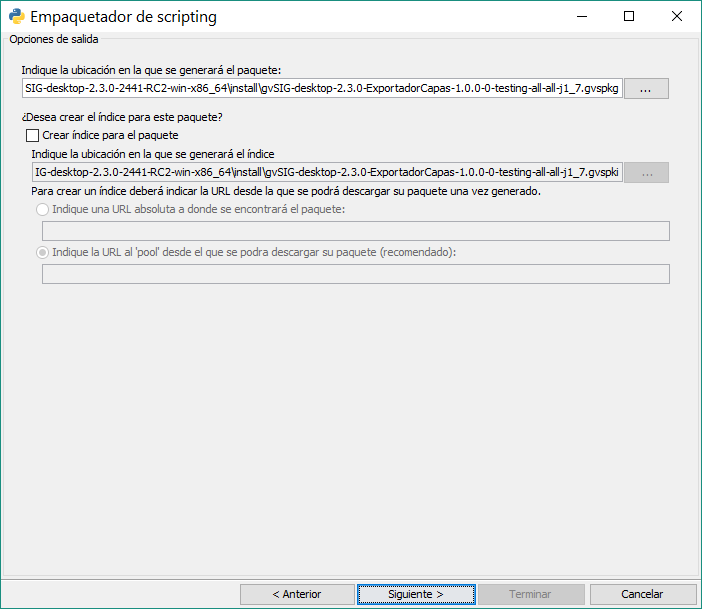 Empaquetador de scripting
Opciones de salida
Indique la ubicación en la que se generará el paquete:
SIG-desktop-2.3.0-2441-RC2-win-x86_64\install\gvSIG-desktop-2.3.0-ExportadorCapas-1.0.0-0-testing-all-all-j1_7.gvspkg
...
¿Desea crear el índice para este paquete?
Crear índice para el paquete
Indique la ubicación en la que se generará el índice
IG-desktop-2.3.0-2441-RC2-win-x86_64\install\gvSIG-desktop-2.3.0-ExportadorCapas-1.0.0-0-testing-all-all-j1_7.gvspki
...
Para crear un índice deberá indicar la URL desde la que se podrá descargar su paquete una vez generado.
Indique una URL absoluta a donde se encontrará el paquete:
Indique la URL al 'pool' desde el que se podra descargar su paquete (recomendado):
< Anterior
Siguiente >
Terminar
Cancelar